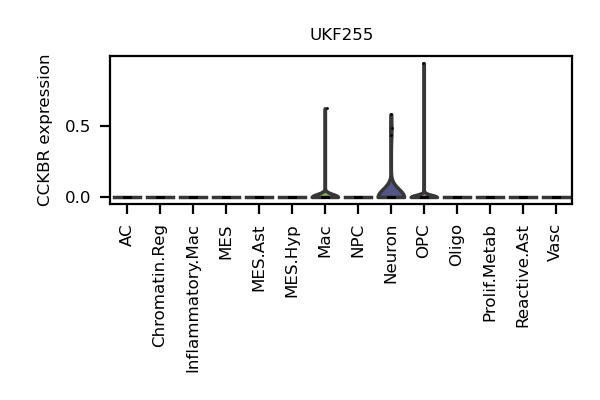 UKF255
CCKBR expression
0.5
0.0
AC
Chromatin.Reg
Inflammatory.Mac
MES
MES.Ast
MES.Hyp
Mac
NPC
Neuron
OPC
Oligo
Prolif.Metab
Reactive.Ast
Vasc